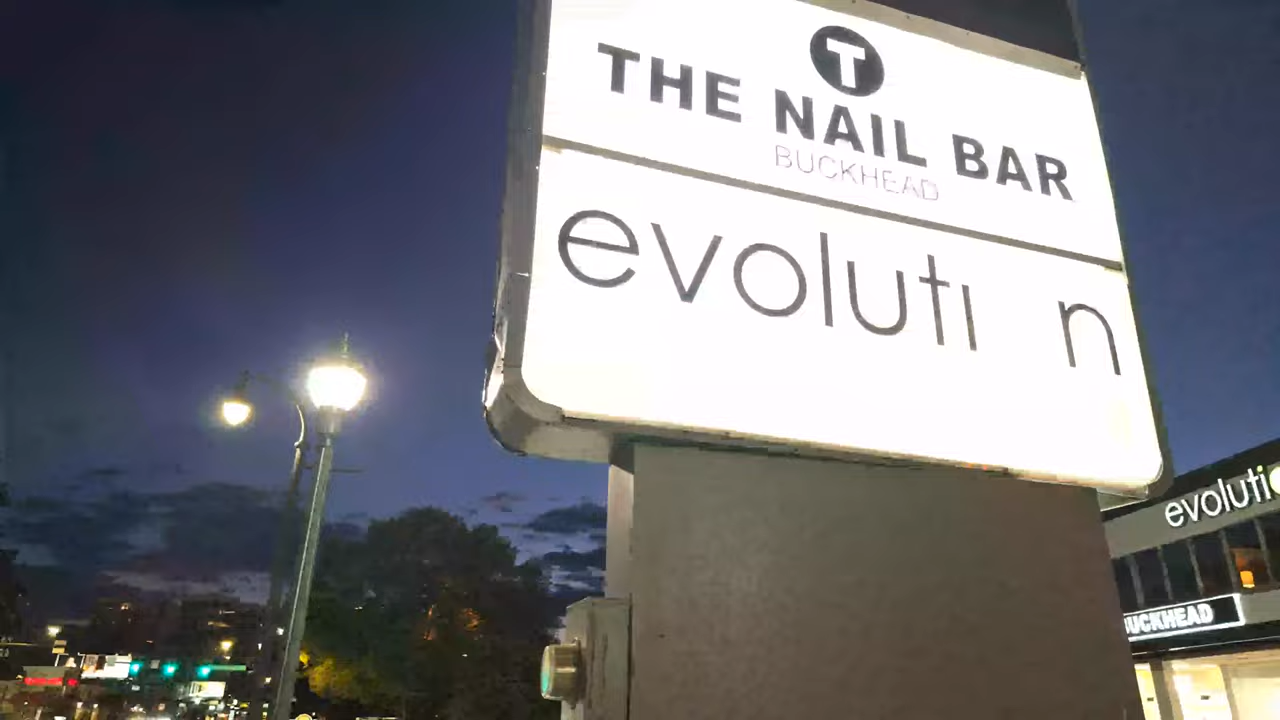 T
THE NAIL BAR
BUCKHEAD
evoluti n
evoluti
BUCKHEAD